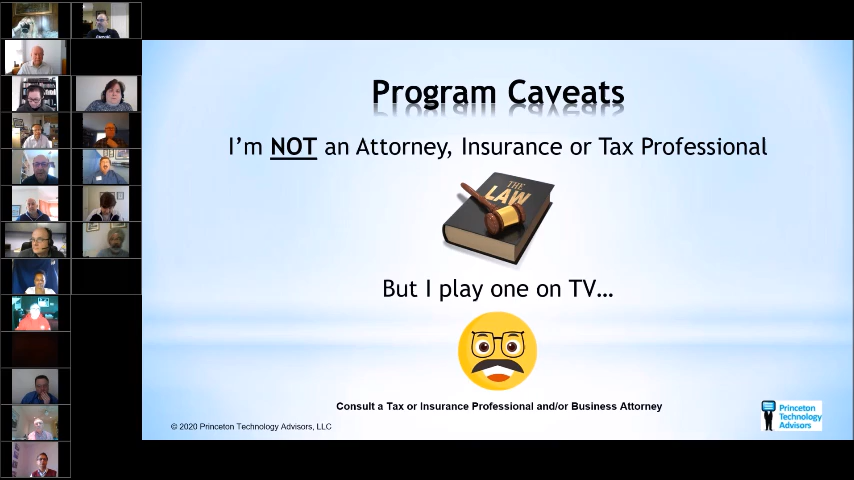 Program Caveats
I'm NOT an Attorney, Insurance or Tax Professional
THE
LAW
But I play one on TV…
Consult a Tax or Insurance Professional and/or Business Attorney
© 2020 Princeton Technology Advisors, LLC
Princeton
Technology
Advisors